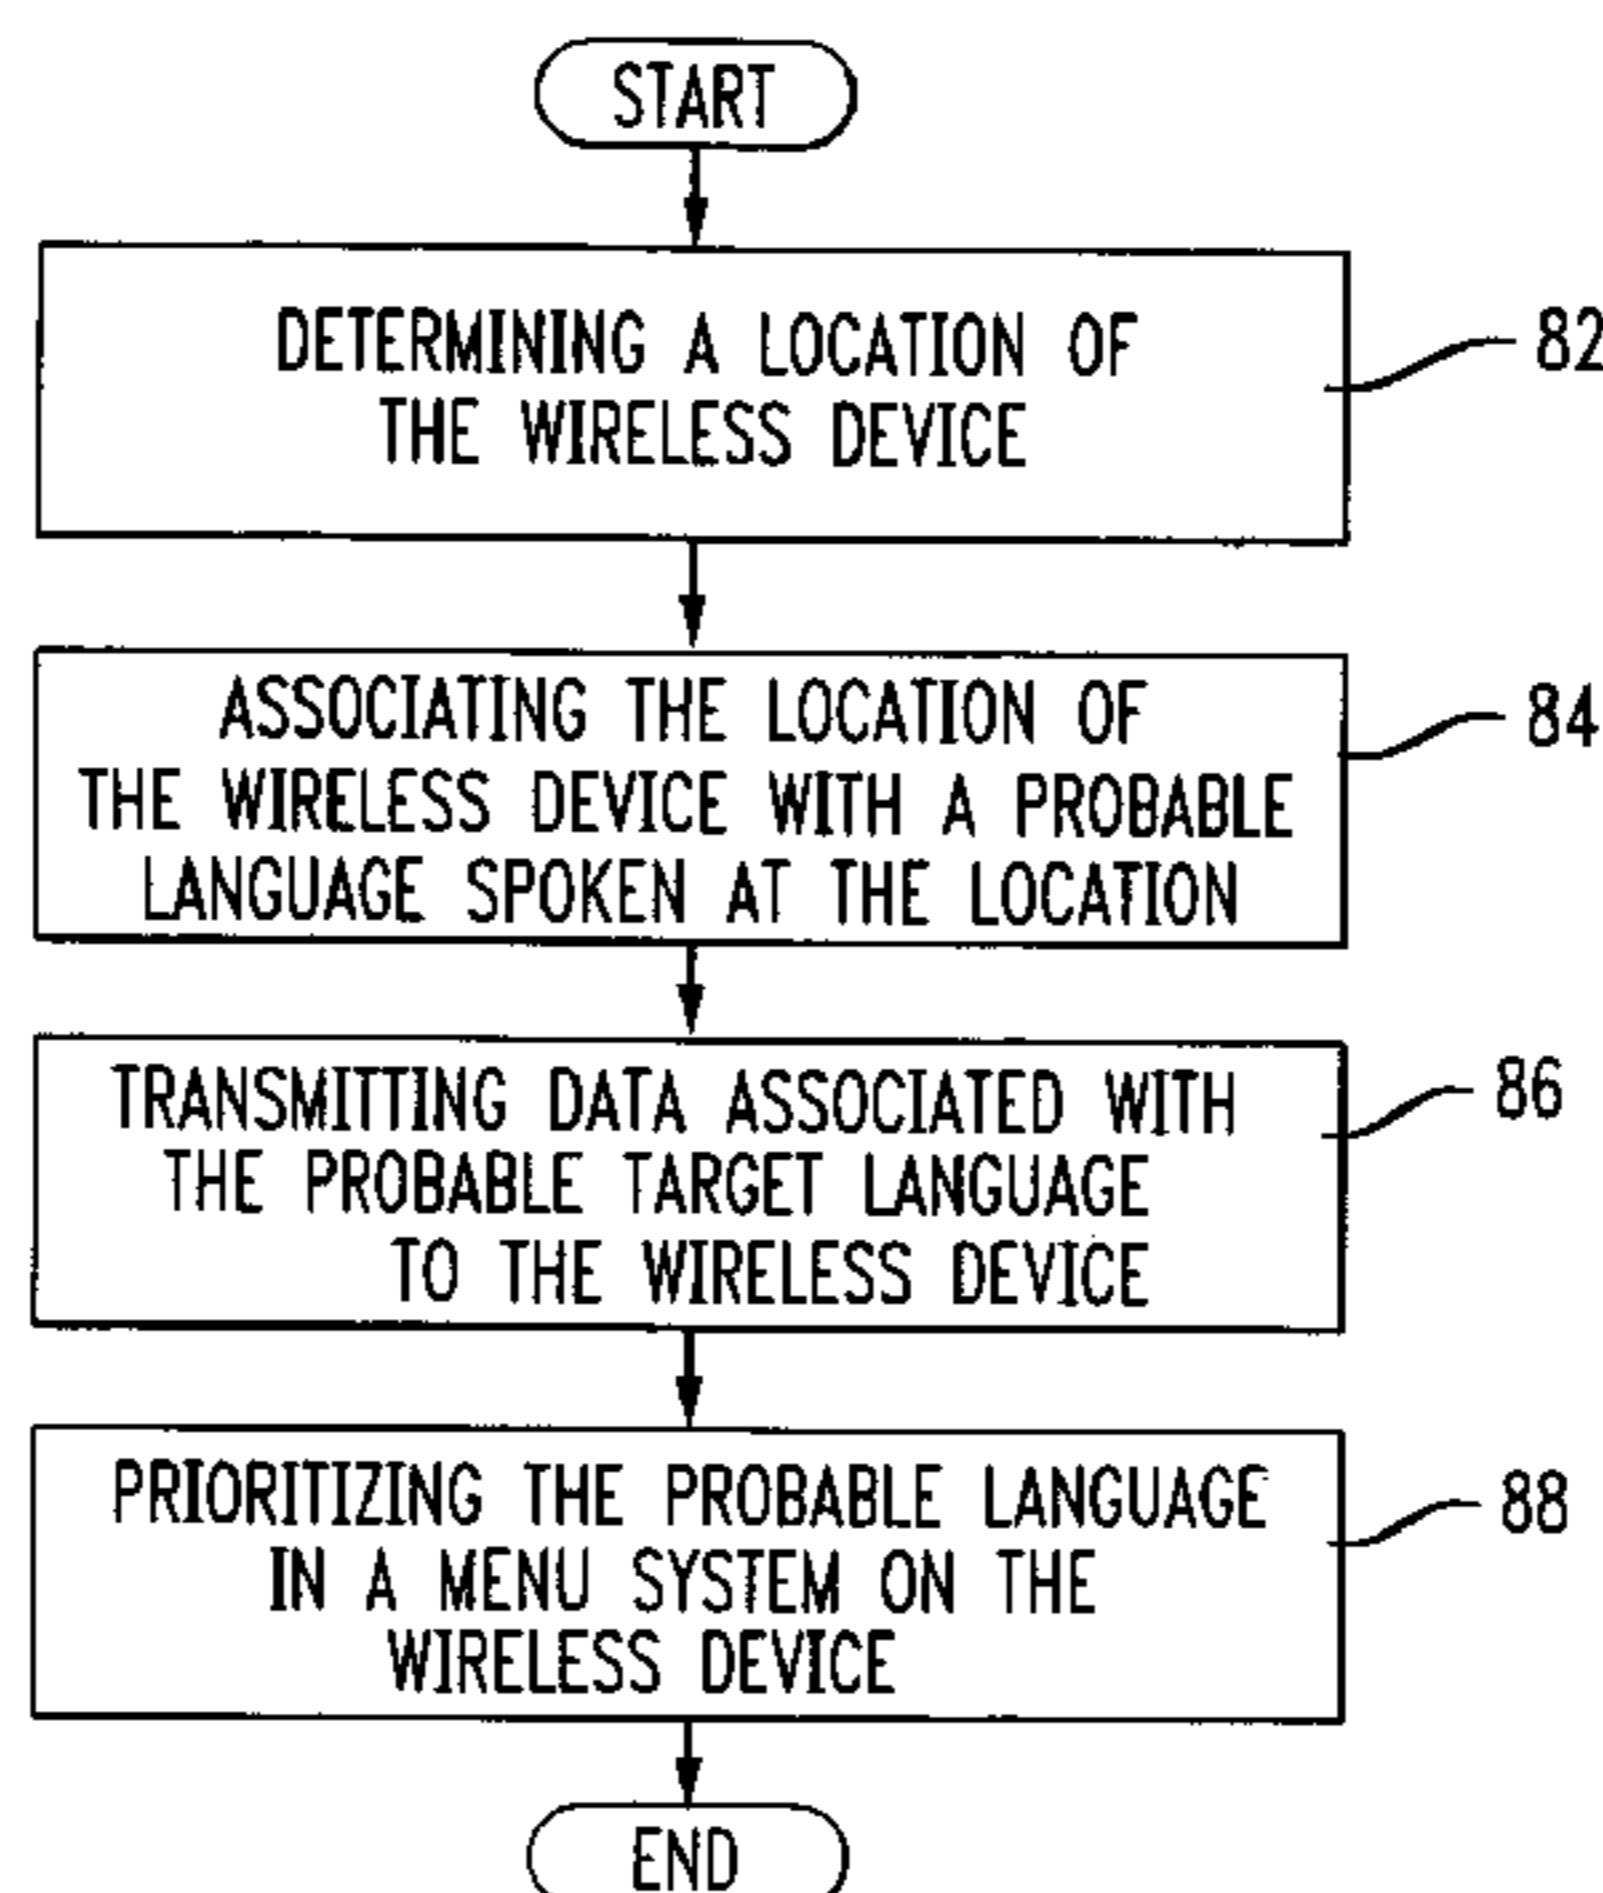 START
DETERMINING A LOCATION OF
THE WIRELESS DEVICE
82
ASSOCIATING THE LOCATION OF
THE WIRELESS DEVICE WITH A PROBABLE
LANGUAGE SPOKEN AT THE LOCATION
84
TRANSMITTING DATA ASSOCIATED WITH
THE PROBABLE TARGET LANGUAGE
TO THE WIRELESS DEVICE
86
PRIORITIZING THE PROBABLE LANGUAGE
IN A MENU SYSTEM ON THE
WIRELESS DEVICE
88
END